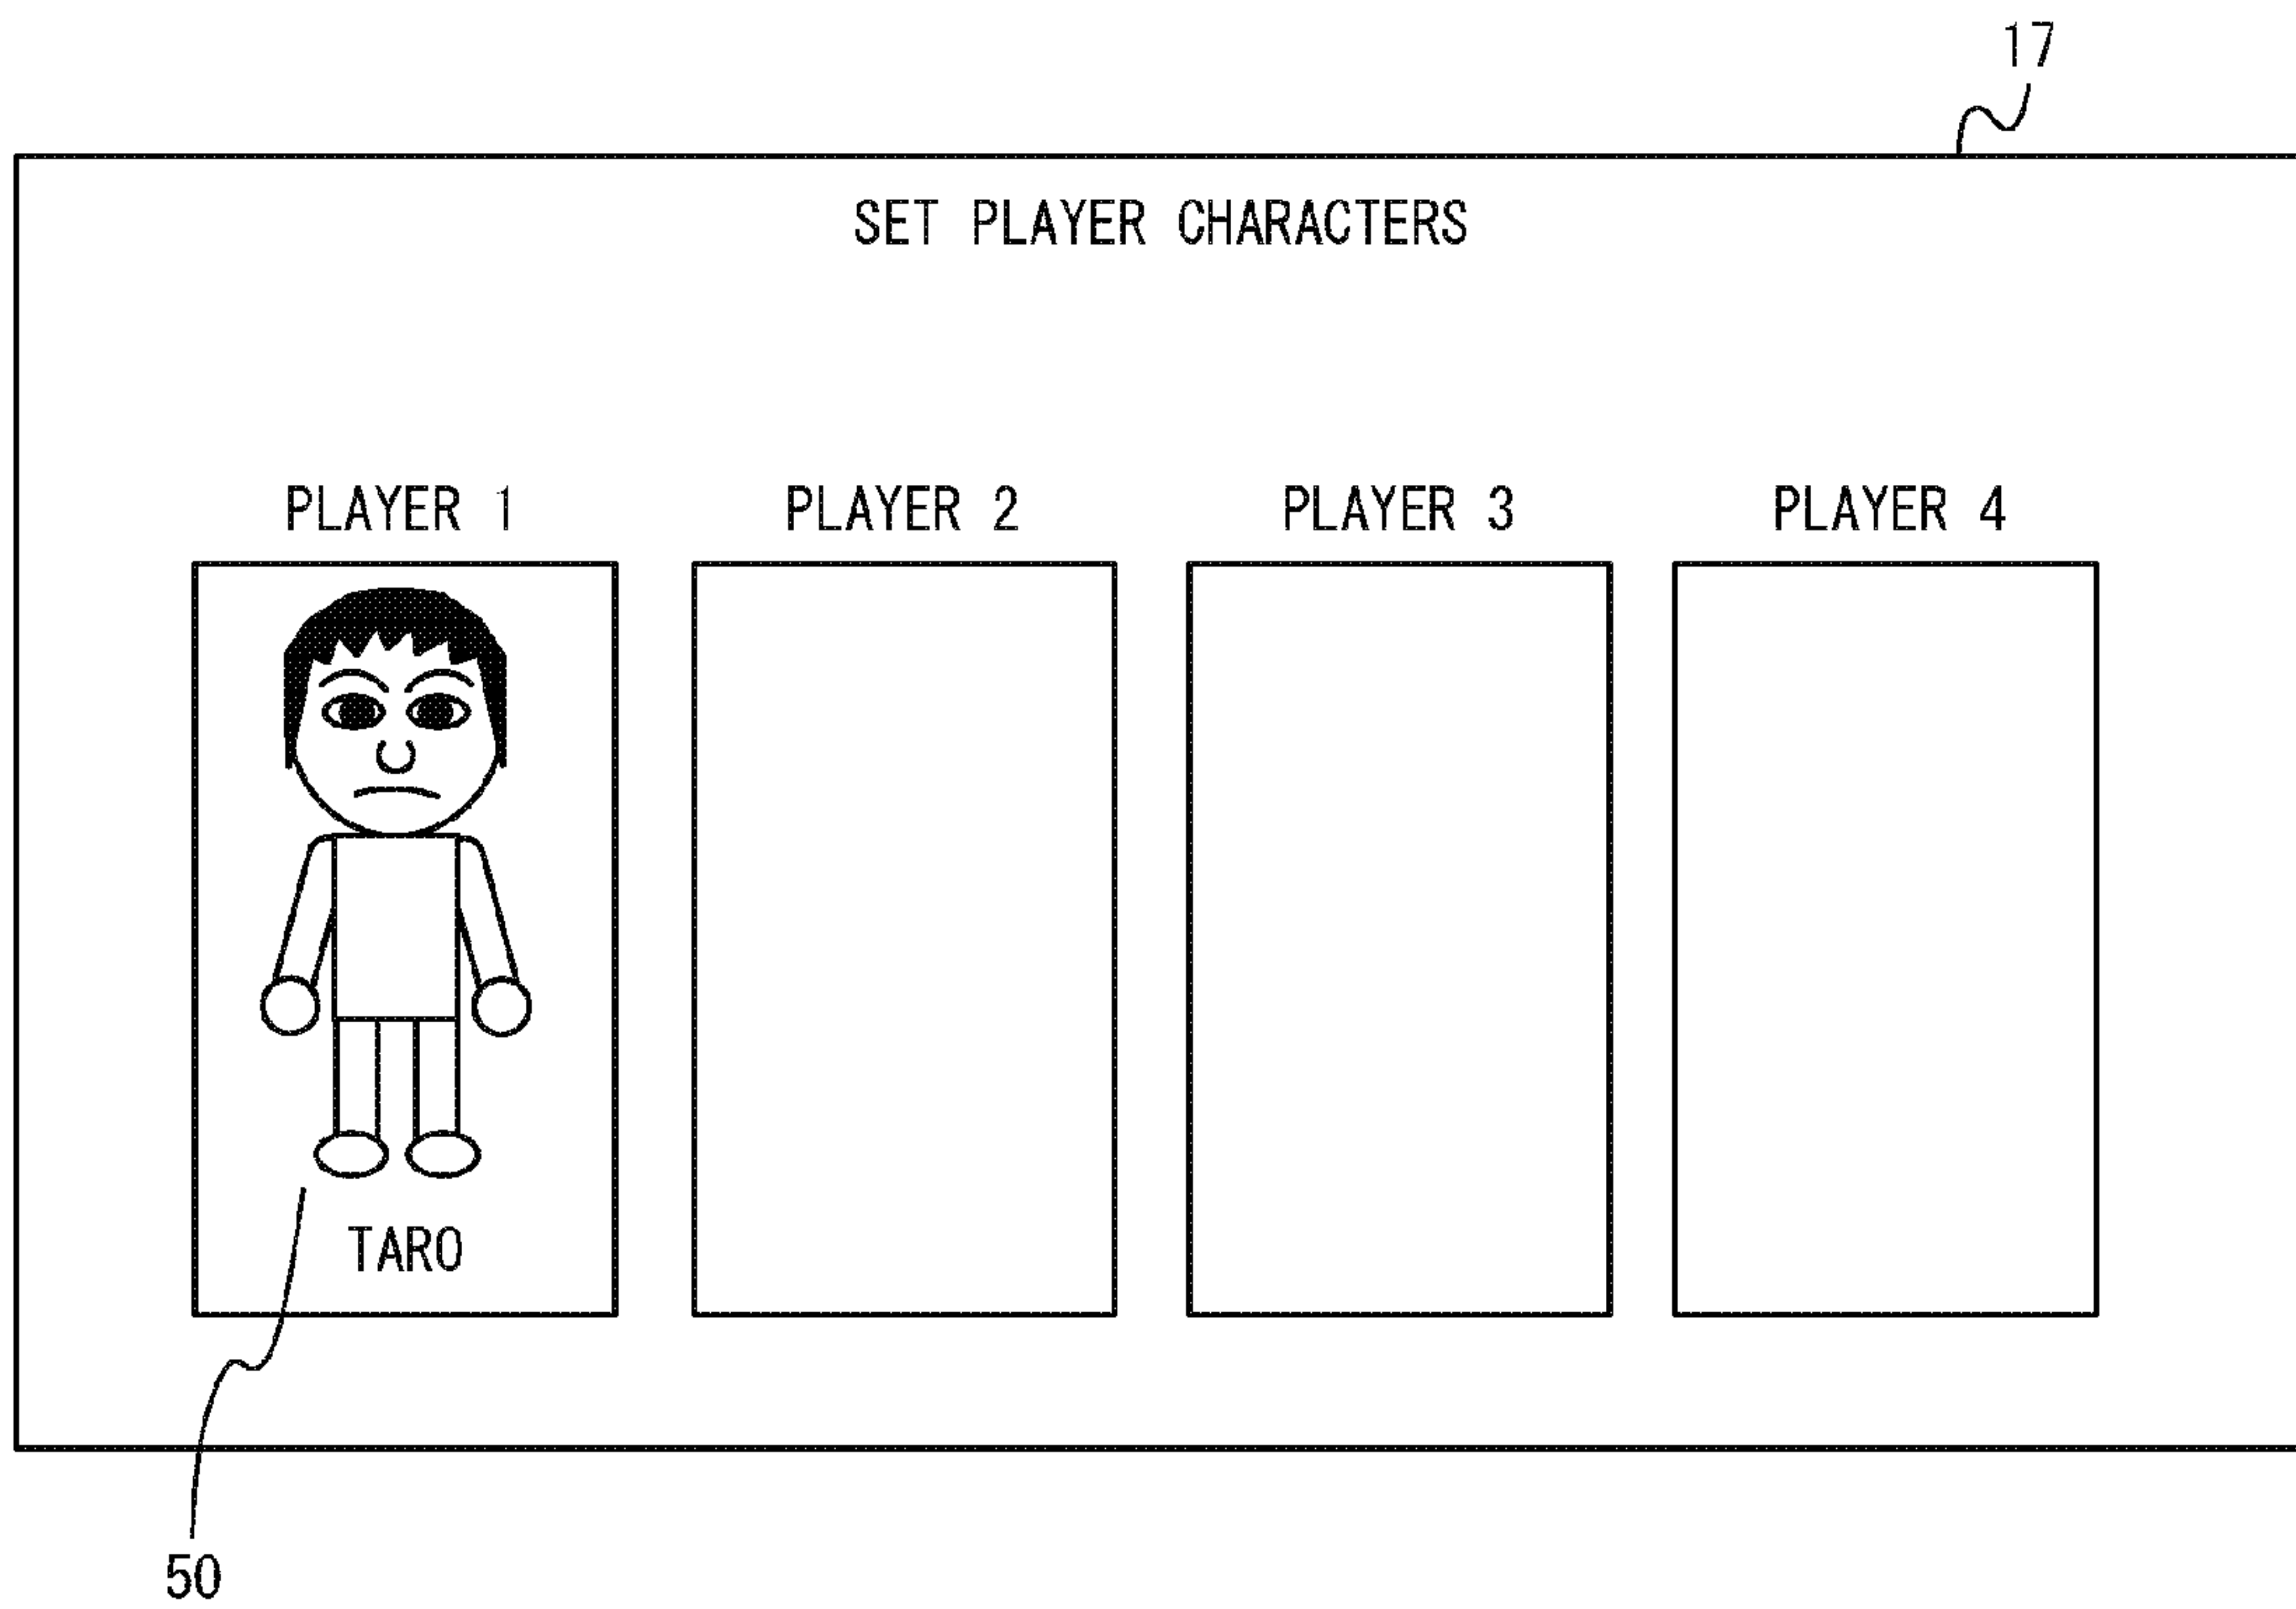 17
SET PLAYER CHARACTERS
PLAYER 1
PLAYER 2
PLAYER 3
PLAYER 4
TARO
50